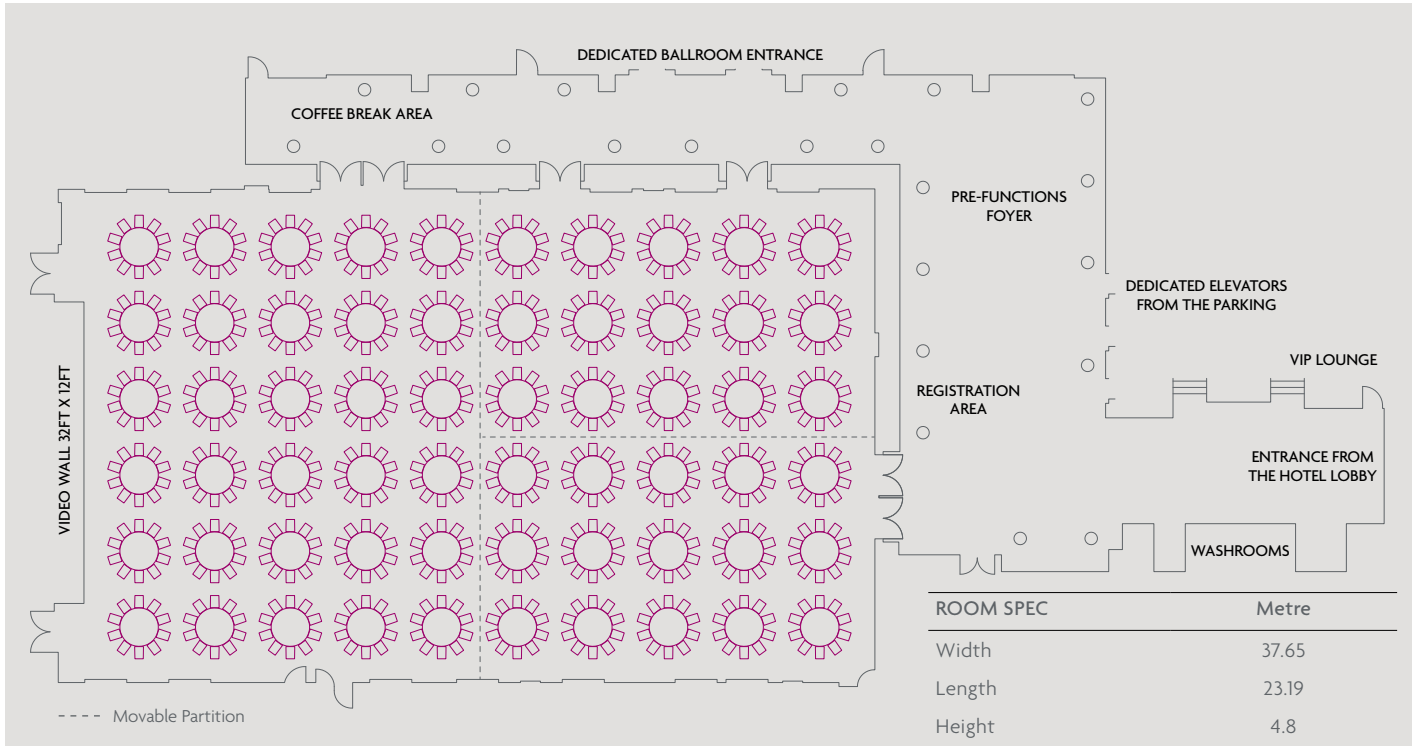 DEDICATED BALLROOM ENTRANCE
COFFEE BREAK AREA
PRE-FUNCTIONS
FOYER
DEDICATED ELEVATORS
FROM THE PARKING
VIP LOUNGE
VIDEO WALL 32FT X 12FT
REGISTRATION
AREA
ENTRANCE FROM
THE HOTEL LOBBY
WASHROOMS
ROOM SPEC Metre
Width 37.65
Length 23.19
Height 4.8
Movable Partition